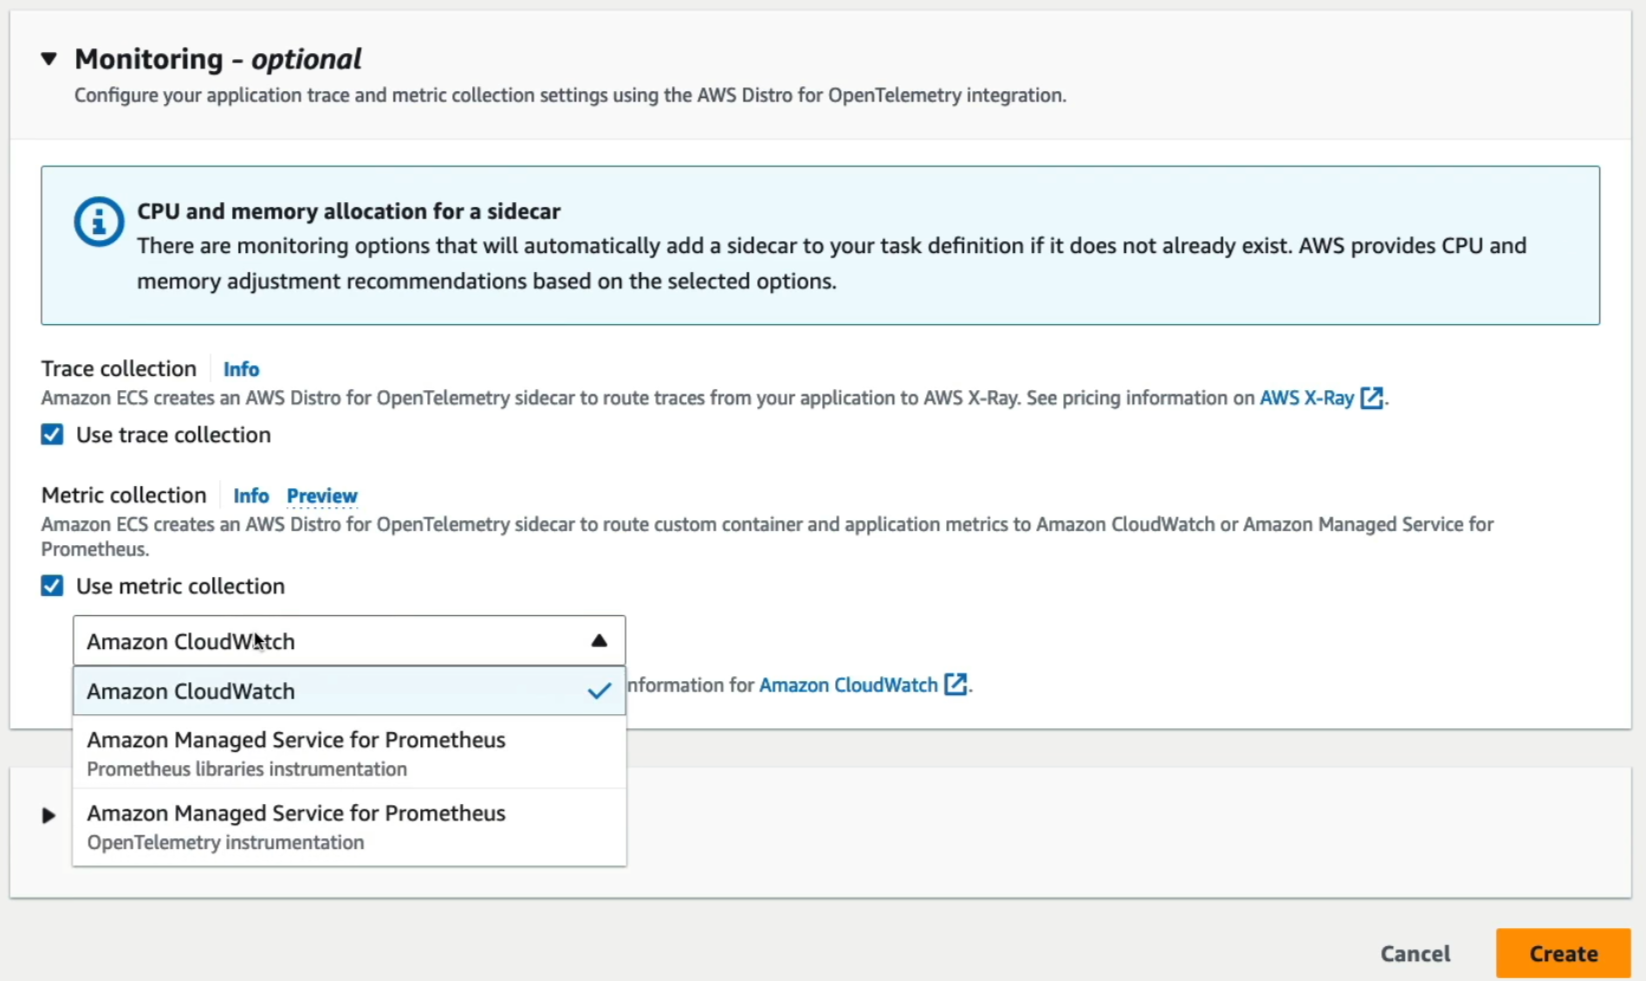 Monitoring - optional
Configure your application trace and metric collection settings using the AWS Distro for OpenTelemetry integration.
CPU and memory allocation for a sidecar
There are monitoring options that will automatically add a sidecar to your task definition if it does not already exist. AWS provides CPU and
memory adjustment recommendations based on the selected options.
Trace collection Info
Amazon ECS creates an AWS Distro for OpenTelemetry sidecar to route traces from your application to AWS X-Ray. See pricing information on AWS X-Ray.
Use trace collection
Metric collection Info Preview
Amazon ECS creates an AWS Distro for OpenTelemetry sidecar to route custom container and application metrics to Amazon CloudWatch or Amazon Managed Service for
Prometheus.
Use metric collection
Amazon CloudWatch
Amazon CloudWatch
nformation for Amazon CloudWatch.
Amazon Managed Service for Prometheus
Prometheus libraries instrumentation
Amazon Managed Service for Prometheus
OpenTelemetry instrumentation
Cancel Create